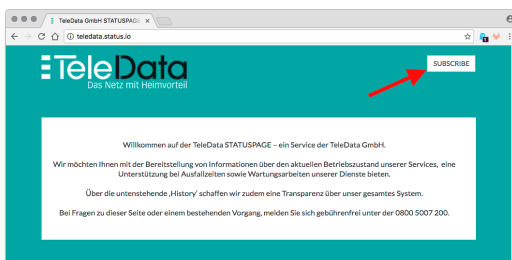 TeleData GmbH STATUSPAGE
teledata.status.io
TeleData
Das Netz mit Heimvorteil
SUBSCRIBE
Willkommen auf der TeleData STATUSPAGE – ein Service der TeleData GmbH.
Wir möchten Ihnen mit der Bereitstellung von Informationen über den aktuellen Betriebszustand unserer Services, eine
Unterstützung bei Ausfallzeiten sowie Wartungsarbeiten unserer Dienste bieten.
Über die untenstehende ‚History‘ schaffen wir zudem eine Transparenz über unser gesamtes System.
Bei Fragen zu dieser Seite oder einem bestehenden Vorgang, melden Sie sich gebührenfrei unter der 0800 5007 200.